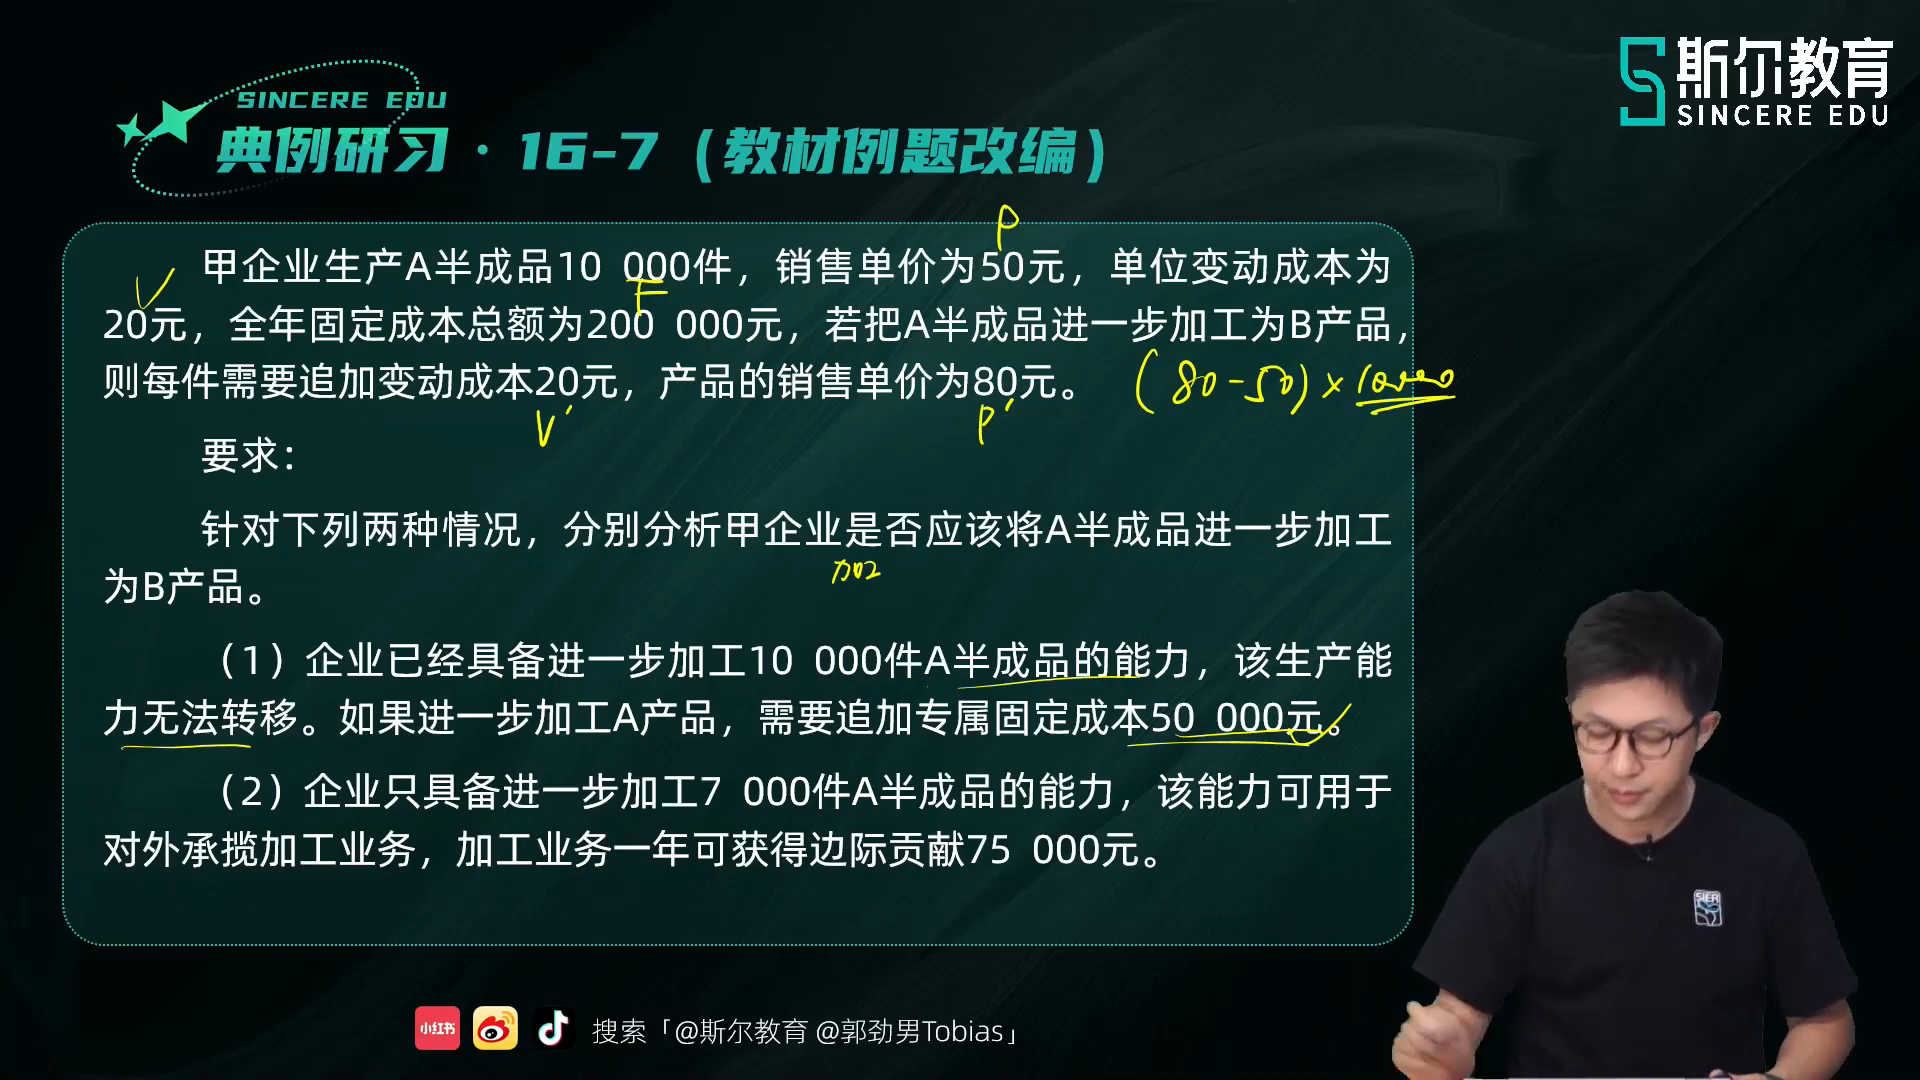 SINCERE EDU
典例研习·16-7（教材例题改编）
斯尔教育
SINCERE EDU
P
甲企业生产A半成品10 000件，销售单价为50元，单位变动成本为
V
F
20元，全年固定成本总额为200 000元，若把A半成品进一步加工为B产品，
则每件需要追加变动成本20元，产品的销售单价为80元。
(80-50)×10000
V'
P'
要求：
针对下列两种情况，分别分析甲企业是否应该将A半成品进一步加工
为B产品。
加工
（1）企业已经具备进一步加工10 000件A半成品的能力，该生产能
力无法转移。如果进一步加工A产品，需要追加专属固定成本50 000元。
（2）企业只具备进一步加工7 000件A半成品的能力，该能力可用于
对外承揽加工业务，加工业务一年可获得边际贡献75 000元。
SIER
小红书
搜索「@斯尔教育 @郭劲男Tobias」